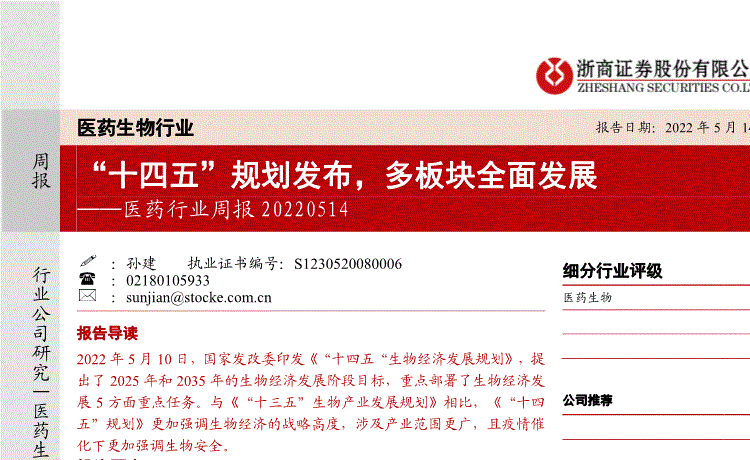 浙商证券股份有限公
ZHESHANG SECURITIES CO.L
医药生物行业
报告日期：2022 年 5 月 14
周报
“十四五”规划发布，多板块全面发展
——医药行业周报 20220514
行业公司研究—医药生
：孙建 执业证书编号：S1230520080006
：02180105933
：sunjian@stocke.com.cn
细分行业评级
医药生物
报告导读
2022 年 5 月 10 日，国家发改委印发《“十四五“生物经济发展规划》，提
出了 2025 年和 2035 年的生物经济发展阶段目标，重点部署了生物经济发
展 5 方面重点任务。与《“十三五”生物产业发展规划》相比，《“十四
五”规划》更加强调生物经济的战略高度，涉及产业范围更广，且疫情催
化下更加强调生物安全。
公司推荐